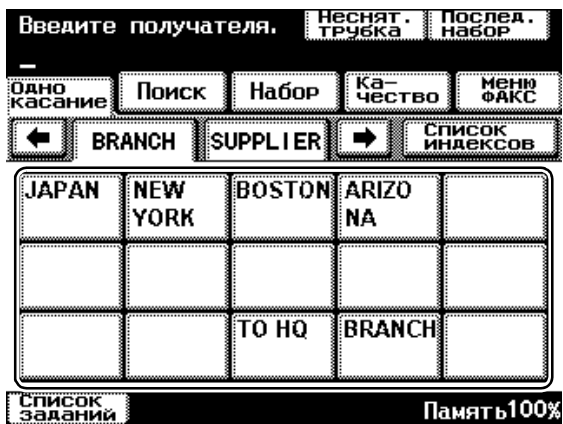 Введите получателя.
Неснят.
трубка
Послед.
набор
Одно
касание
Поиск
Набор
Ка-
чество
меню
ФАКС
BRANCH
SUPPLIER
Список
индексов
JAPAN
NEW
YORK
BOSTON
ARIZO
NA
TO HQ
BRANCH
Список
заданий
Память100%